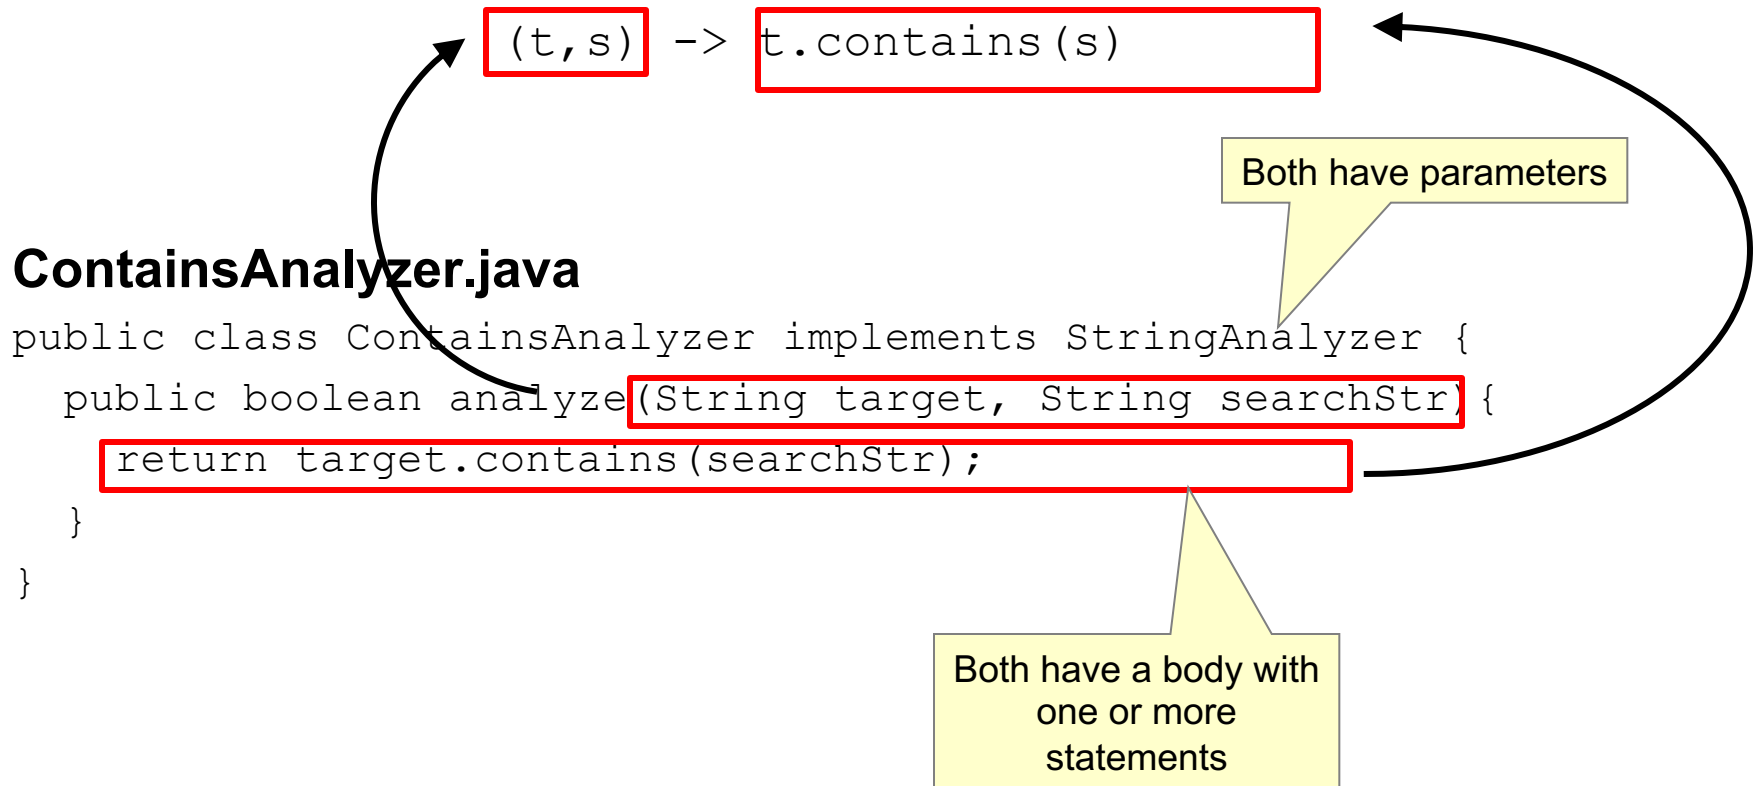 (t,s) -> t.contains(s)
Both have parameters
ContainsAnalyzer.java
public class ContainsAnalyzer implements StringAnalyzer {
public boolean analyze(String target, String searchStr){
return target.contains(searchStr);
}
}
Both have a body with
one or more
statements